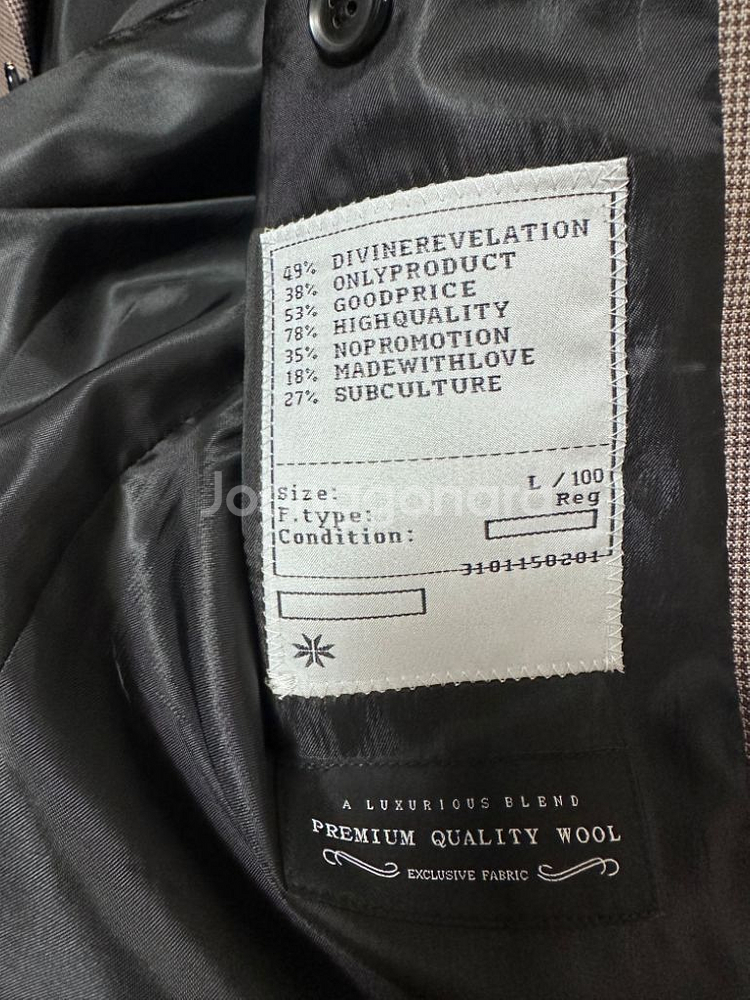 49% DIVINEREVELATION
38% ONLYPRODUCT
53% GOODPRICE
78% HIGHQUALITY
35% NOPROMOTION
18% MADEWITHLOVE
27% SUBCULTURE
Size: L / 100
F.type: Reg
Condition:
3101150201
A LUXURIOUS BLEND
PREMIUM QUALITY WOOL
EXCLUSIVE FABRIC